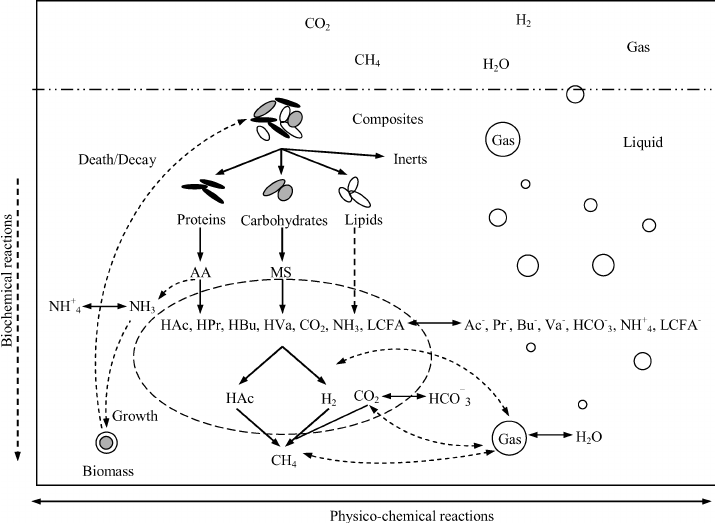 CO₂
H₂
Gas
CH₄
H₂O
Composites
Gas
Liquid
Death/Decay
Inerts
Proteins
Carbohydrates
Lipids
Biochemical reactions
AA
MS
NH⁺₄
NH₃
HAc, HPr, HBu, HVa, CO₂, NH₃, LCFA
Ac⁻, Pr⁻, Bu⁻, Va⁻, HCO⁻₃, NH⁺₄, LCFA⁻
HAc
H₂
CO₂
HCO⁻₃
Growth
Gas
H₂O
CH₄
Biomass
Physico-chemical reactions